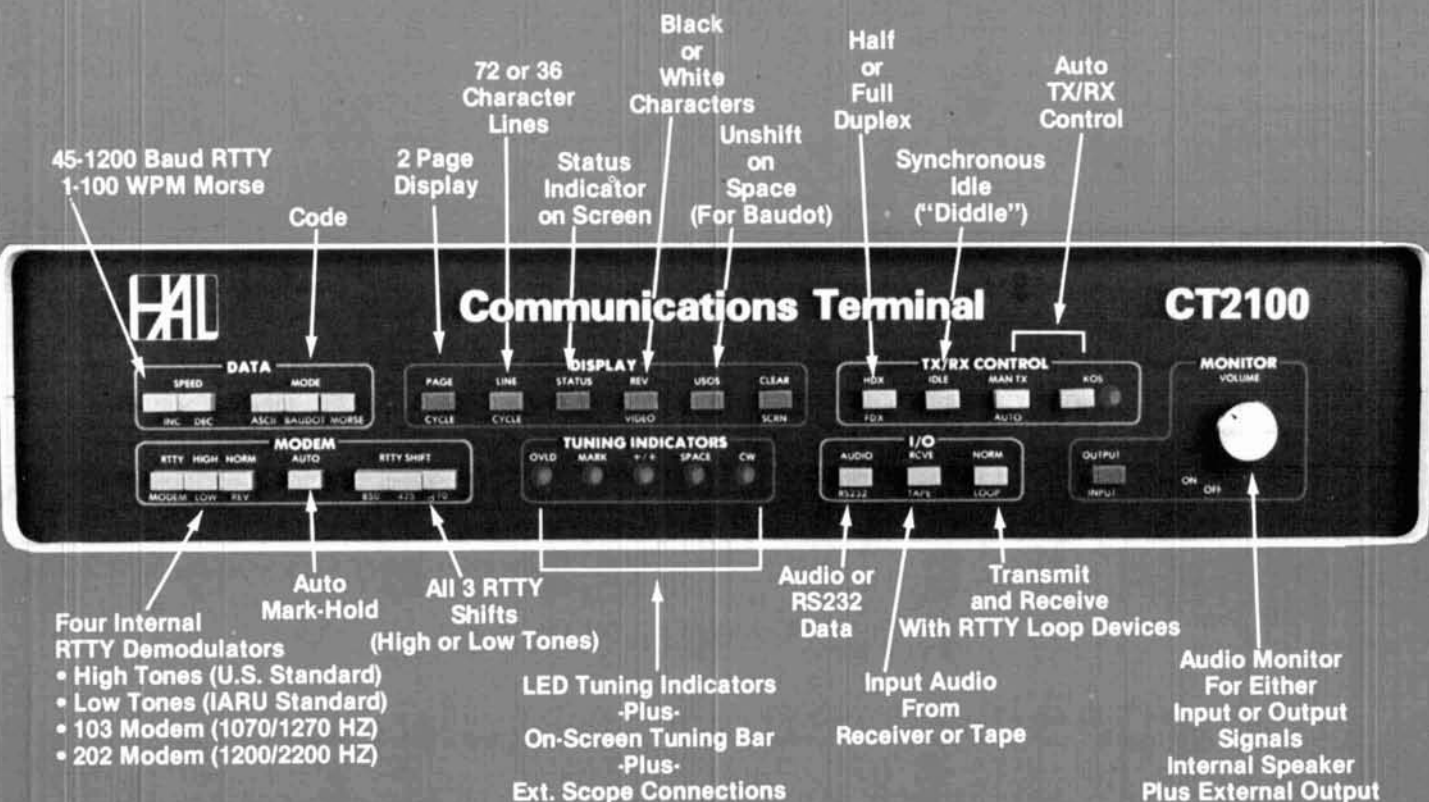 Black
or
White
Characters
Half
or
Full
Duplex
72 or 36
Character
Lines
Auto
TX/RX
Control
45-1200 Baud RTTY
1-100 WPM Morse
Code
2 Page
Display
Status
Indicator
on Screen
Unshift
on
Space
(For Baudot)
Synchronous
Idle
("Diddle")
HAL
Communications Terminal
CT2100
DATA
SPEED
MODE
INC DEC
ASCII BAUDOT MORSE
DISPLAY
PAGE LINE STATUS REV USOS CLEAR
CYCLE CYCLE VIDEO SCRN
TX/RX CONTROL
HDX IDLE MAN TX KOS
FDX AUTO
MONITOR
VOLUME
OUTPUT
INPUT
ON
OFF
MODEM
RTTY HIGH NORM AUTO RTTY SHIFT
MODEM LOW REV 850 425 170
TUNING INDICATORS
OVLD MARK +/+ SPACE CW
I/O
AUDIO RCVE NORM
RS232 TAPE LOOP
Four Internal
RTTY Demodulators
• High Tones (U.S. Standard)
• Low Tones (IARU Standard)
• 103 Modem (1070/1270 HZ)
• 202 Modem (1200/2200 HZ)
Auto
Mark-Hold
All 3 RTTY
Shifts
(High or Low Tones)
LED Tuning Indicators
-Plus-
On-Screen Tuning Bar
-Plus-
Ext. Scope Connections
Audio or
RS232
Data
Input Audio
From
Receiver or Tape
Transmit
and Receive
With RTTY Loop Devices
Audio Monitor
For Either
Input or Output
Signals
Internal Speaker
Plus External Output